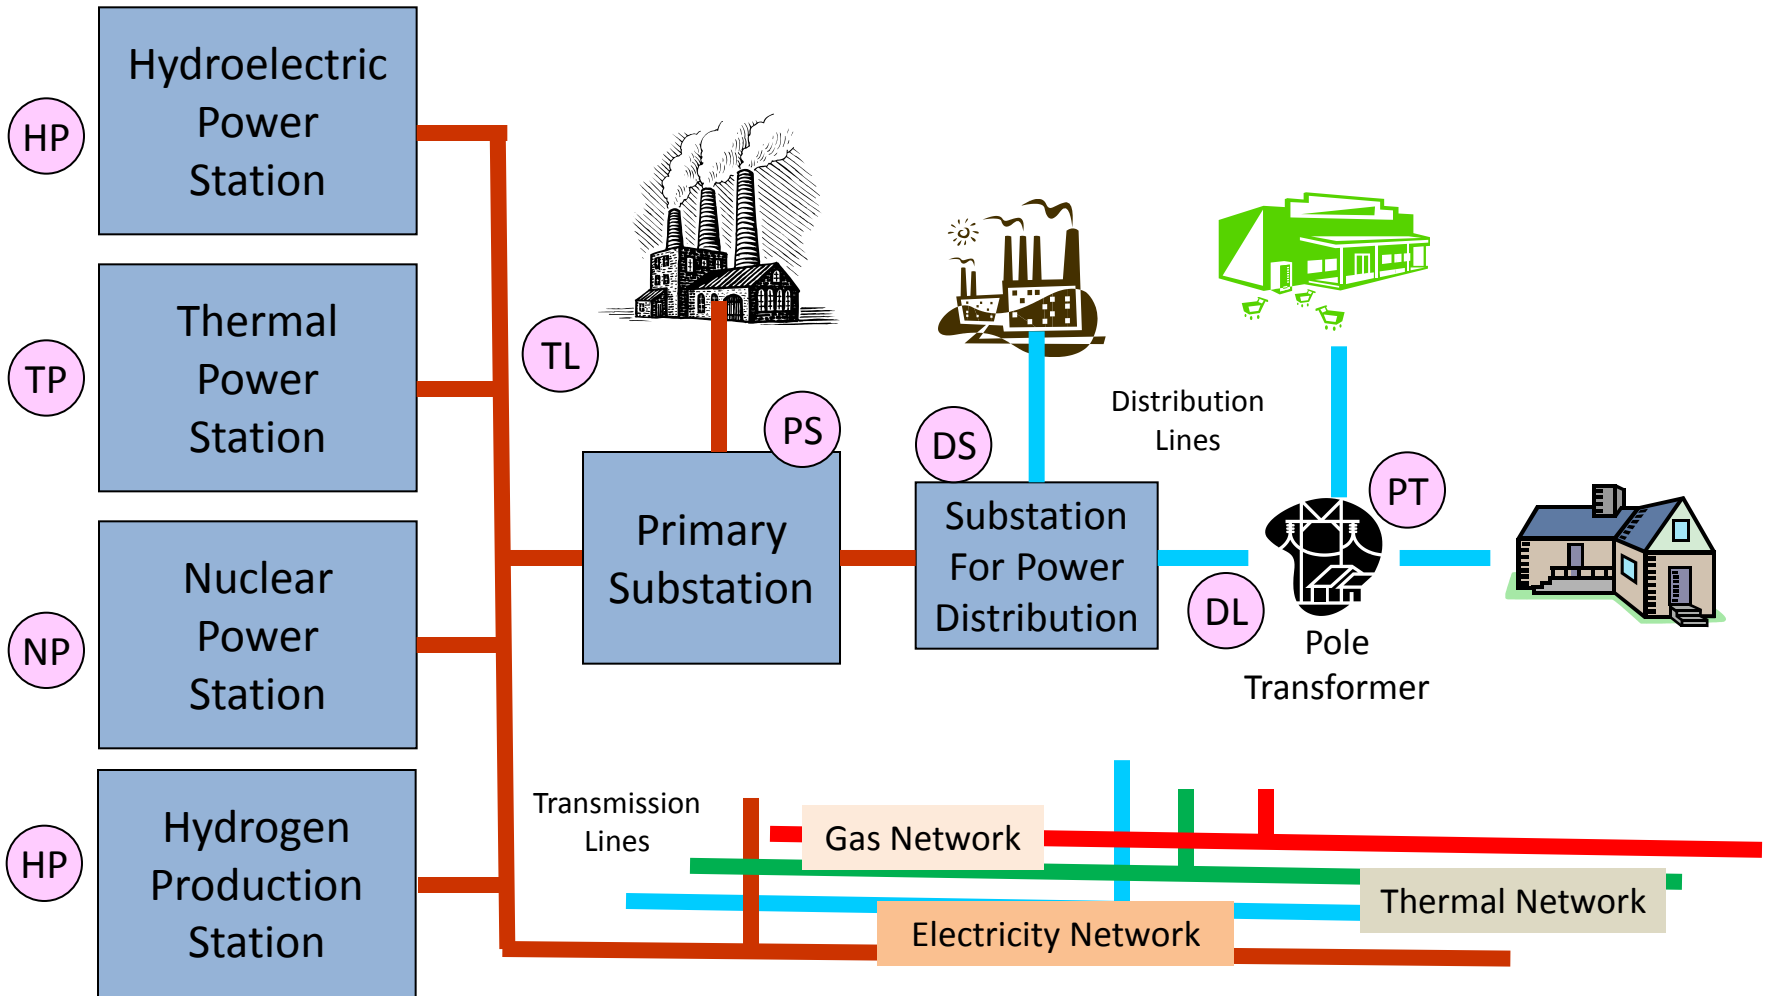 HP
Hydroelectric
Power
Station
TP
Thermal
Power
Station
NP
Nuclear
Power
Station
HP
Hydrogen
Production
Station
TL
PS
Primary
Substation
DS
Substation
For Power
Distribution
Distribution
Lines
DL
PT
Pole
Transformer
Transmission
Lines
Gas Network
Thermal Network
Electricity Network